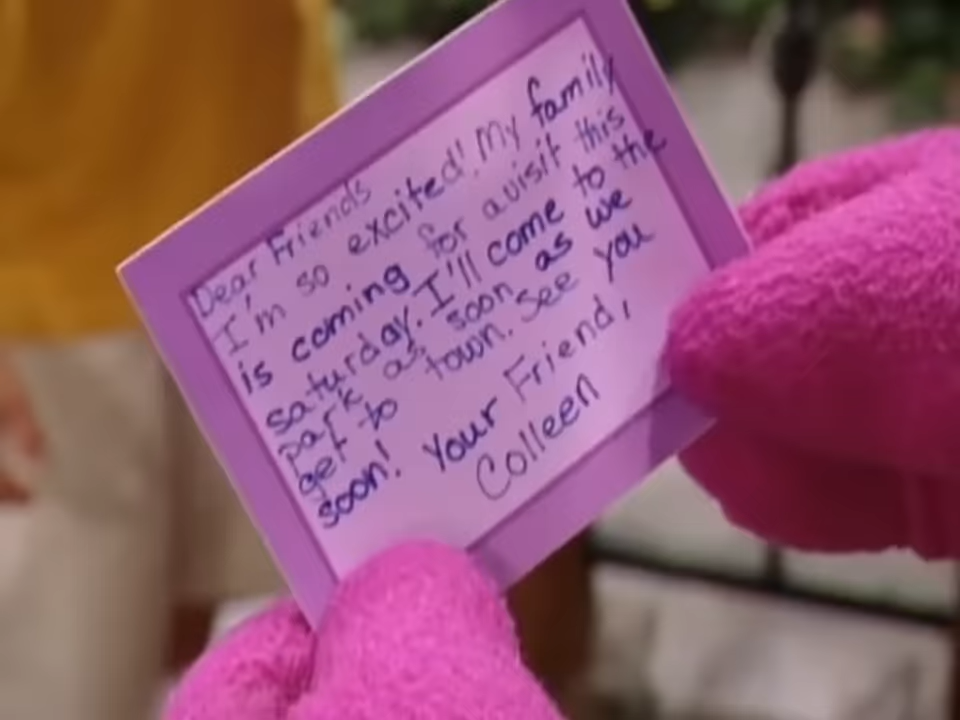 Dear Friends
I'm so excited! My family
is coming for a visit this
saturday. I'll come to the
park as soon as we
get to town. See you
soon! Your Friend,
Colleen